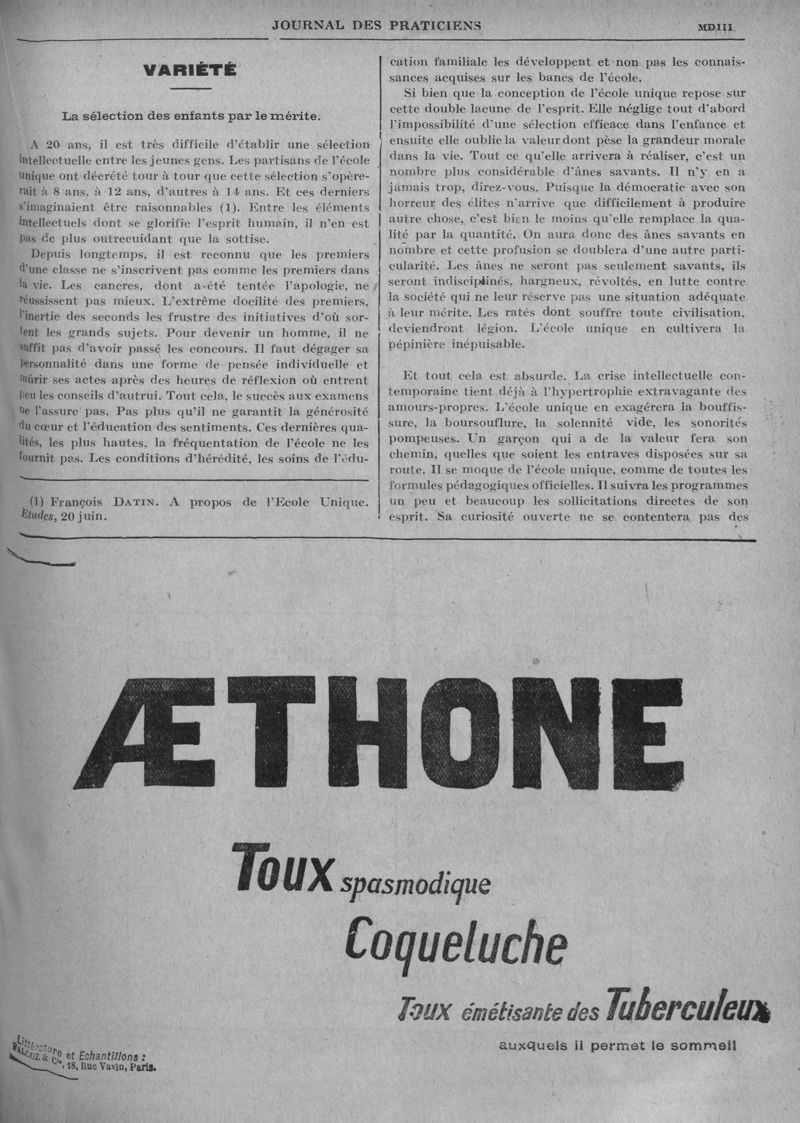 JOURNAL DES PRATICIENS
MDIII
VARIÉTÉ
La sélection des enfants par le mérite.
A 20 ans, il est très difficile d'établir une sélection
intellectuelle entre les jeunes gens. Les partisans de l'école
unique ont décrété tour à tour que cette sélection s'opère-
rait à 8 ans, à 12 ans, d'autres à 14 ans. Et ces derniers
s'imaginaient être raisonnables (1). Entre les éléments
intellectuels dont se glorifie l'esprit humain, il n'en est
pas de plus outrecuidant que la sottise.
Depuis longtemps, il est reconnu que les premiers
d'une classe ne s'inscrivent pas comme les premiers dans
la vie. Les cancres, dont a été tentée l'apologie, ne
réussissent pas mieux. L'extrême docilité des premiers,
l'inertie des seconds les frustre des initiatives d'où sor-
tent les grands sujets. Pour devenir un homme, il ne
suffit pas d'avoir passé les concours. Il faut dégager sa
personnalité dans une forme de pensée individuelle et
mûrir ses actes après des heures de réflexion où entrent
peu les conseils d'autrui. Tout cela, le succès aux examens
ne l'assure pas. Pas plus qu'il ne garantit la générosité
du cœur et l'éducation des sentiments. Ces dernières qua-
lités, les plus hautes, la fréquentation de l'école ne les
fournit pas. Les conditions d'hérédité, les soins de l'édu-
(1) François DATIN. A propos de l'Ecole Unique.
Etudes, 20 juin.
cation familiale les développent et non pas les connais-
sances acquises sur les bancs de l'école.
Si bien que la conception de l'école unique repose sur
cette double lacune de l'esprit. Elle néglige tout d'abord
l'impossibilité d'une sélection efficace dans l'enfance et
ensuite elle oublie la valeur dont pèse la grandeur morale
dans la vie. Tout ce qu'elle arrivera à réaliser, c'est un
nombre plus considérable d'ânes savants. Il n'y en a
jamais trop, direz-vous. Puisque la démocratie avec son
horreur des élites n'arrive que difficilement à produire
autre chose, c'est bien le moins qu'elle remplace la qua-
lité par la quantité. On aura donc des ânes savants en
nombre et cette profusion se doublera d'une autre parti-
cularité. Les ânes ne seront pas seulement savants, ils
seront indisciplinés, hargneux, révoltés, en lutte contre
la société qui ne leur réserve pas une situation adéquate
à leur mérite. Les ratés dont souffre toute civilisation,
deviendront légion. L'école unique en cultivera la
pépinière inépuisable.
Et tout cela est absurde. La crise intellectuelle con-
temporaine tient déjà à l'hypertrophie extravagante des
amours-propres. L'école unique en exagérera la bouffis-
sure, la boursouflure, la solennité vide, les sonorités
pompeuses. Un garçon qui a de la valeur fera son
chemin, quelles que soient les entraves disposées sur sa
route. Il se moque de l'école unique, comme de toutes les
formules pédagogiques officielles. Il suivra les programmes
un peu et beaucoup les sollicitations directes de son
esprit. Sa curiosité ouverte ne se contentera pas des
ÆTHONE
Toux spasmodique
Coqueluche
Toux émétisante des Tuberculeux
auxquels il permet le sommeil
Littérature et Echantillons :
FALCOZ & Cie, 18, Rue Vavin, Paris.